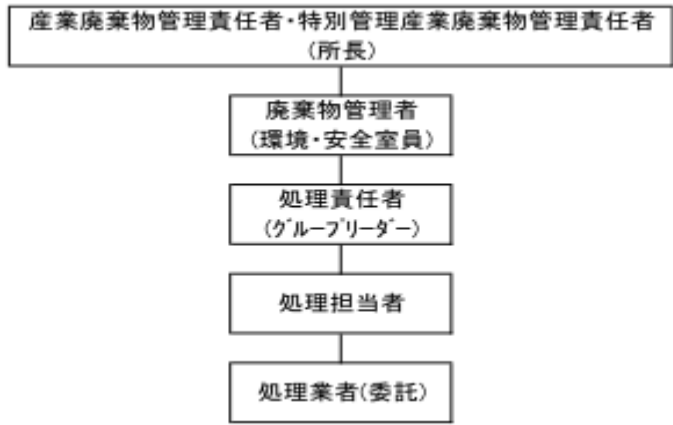 産業廃棄物管理責任者・特別管理産業廃棄物管理責任者
(所長)
廃棄物管理者
(環境・安全室員)
処理責任者
(グループリーダー)
処理担当者
処理業者(委託)